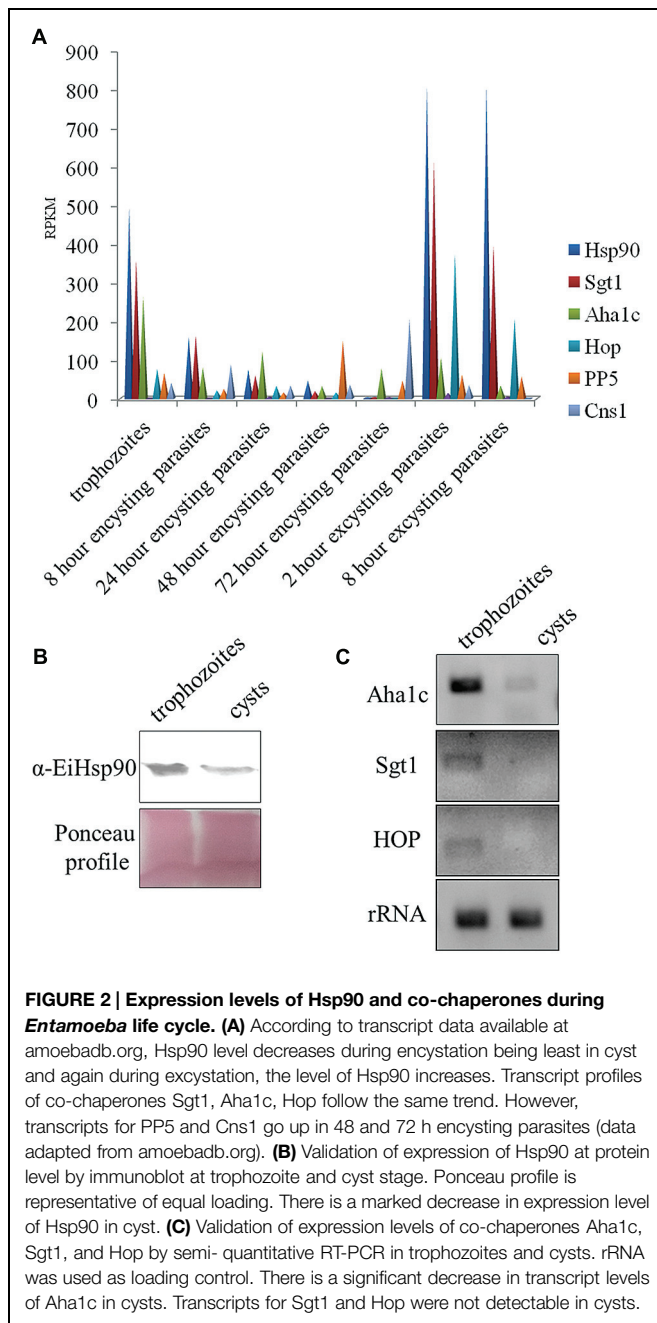 A
900
800
700
600
500
400
300
200
100
0
RPKM
trophozoites
8 hour encysting parasites
24 hour encysting parasites
48 hour encysting parasites
72 hour encysting parasites
2 hour excysting parasites
8 hour excysting parasites
Hsp90
Sgt1
Aha1c
Hop
PP5
Cns1
B
trophozoites
cysts
α-EiHsp90
Ponceau
profile
C
trophozoites
cysts
Aha1c
Sgt1
HOP
rRNA
FIGURE 2 | Expression levels of Hsp90 and co-chaperones during
Entamoeba life cycle. (A) According to transcript data available at
amoebadb.org, Hsp90 level decreases during encystation being least in cyst
and again during excystation, the level of Hsp90 increases. Transcript profiles
of co-chaperones Sgt1, Aha1c, Hop follow the same trend. However,
transcripts for PP5 and Cns1 go up in 48 and 72 h encysting parasites (data
adapted from amoebadb.org). (B) Validation of expression of Hsp90 at protein
level by immunoblot at trophozoite and cyst stage. Ponceau profile is
representative of equal loading. There is a marked decrease in expression level
of Hsp90 in cyst. (C) Validation of expression levels of co-chaperones Aha1c,
Sgt1, and Hop by semi- quantitative RT-PCR in trophozoites and cysts. rRNA
was used as loading control. There is a significant decrease in transcript levels
of Aha1c in cysts. Transcripts for Sgt1 and Hop were not detectable in cysts.